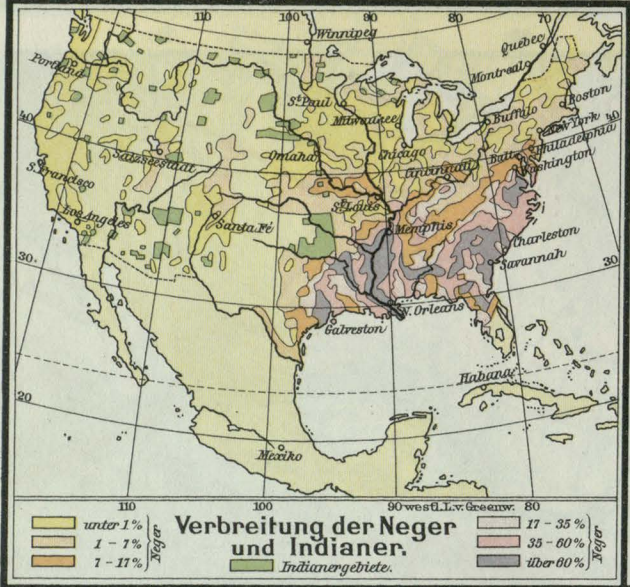 110
100
90
80
70
Winnipeg
Quebec
Portland
Montreal
St. Paul
Boston
40
Milwaukee
Buffalo
New York
40
Philadelphia
Salzseestadt
Omaha
Chicago
Cincinnati
Balt.
Washington
S. Francisco
St. Louis
Los Angeles
Santa Fé
Memphis
Charleston
30
Savannah
30
N. Orleans
Galveston
Habana
20
Mexiko
110
100
90 westl. L. v. Greenw.
80
unter 1%
1 - 7%
7 - 17%
Neger
Verbreitung der Neger
und Indianer.
Indianergebiete.
17 - 35%
35 - 60%
über 60%
Neger